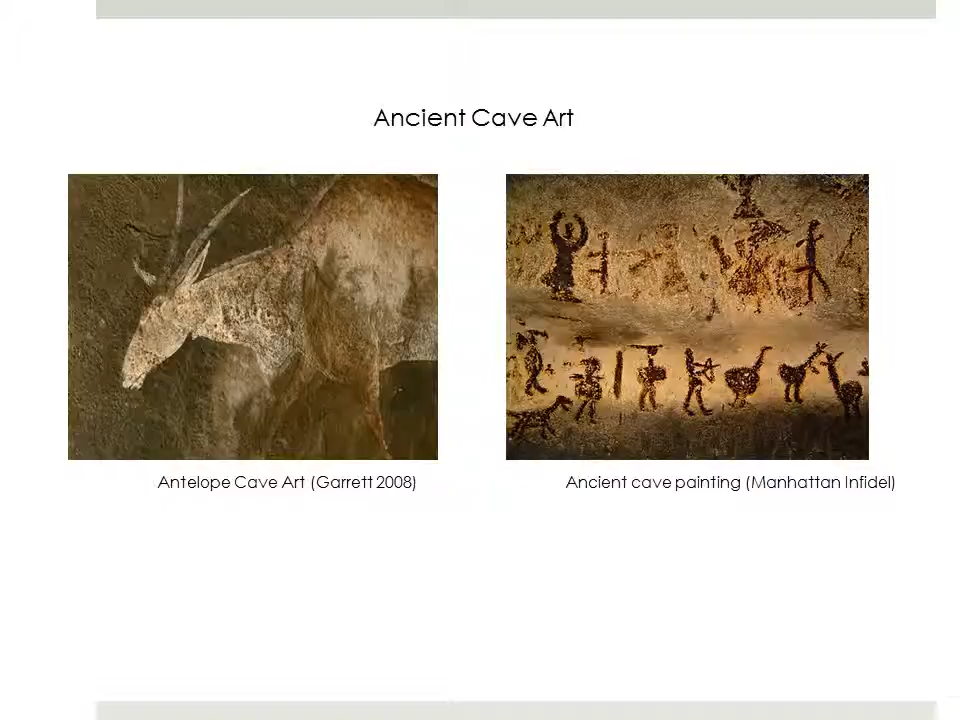 Ancient Cave Art
Antelope Cave Art (Garrett 2008)
Ancient cave painting (Manhattan Infidel)